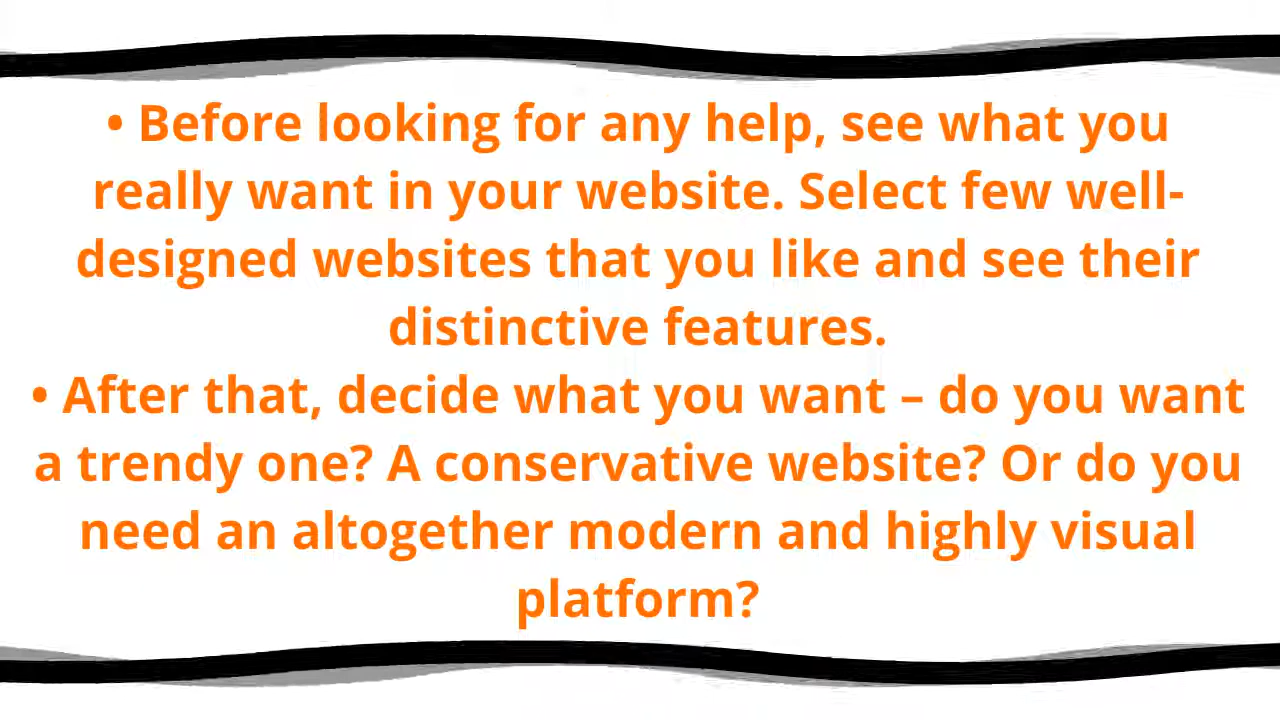 • Before looking for any help, see what you
really want in your website. Select few well-
designed websites that you like and see their
distinctive features.
• After that, decide what you want – do you want
a trendy one? A conservative website? Or do you
need an altogether modern and highly visual
platform?